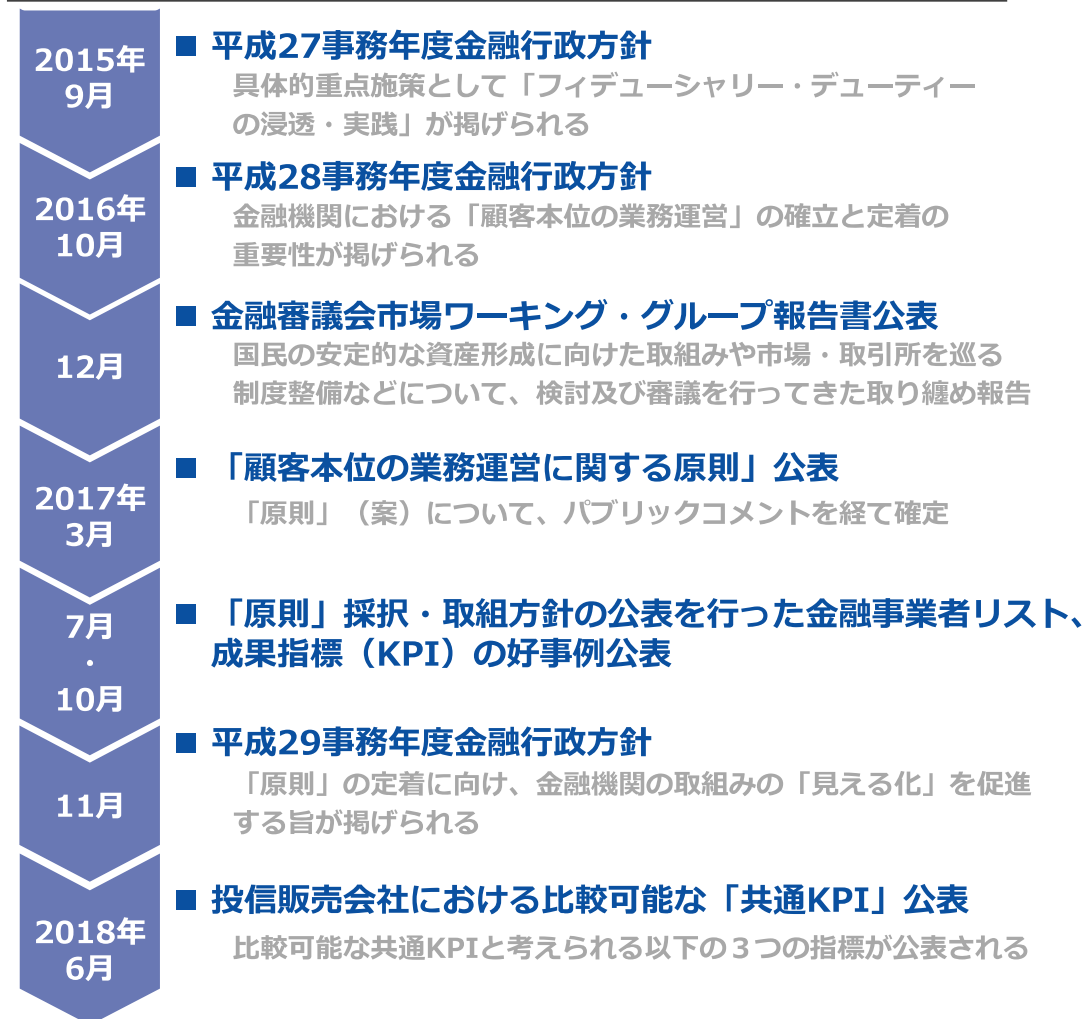 2015年
9月
■ 平成27事務年度金融行政方針
具体的重点施策として「フィデューシャリー・デューティー
の浸透・実践」が掲げられる
2016年
10月
■ 平成28事務年度金融行政方針
金融機関における「顧客本位の業務運営」の確立と定着の
重要性が掲げられる
12月
■ 金融審議会市場ワーキング・グループ報告書公表
国民の安定的な資産形成に向けた取組みや市場・取引所を巡る
制度整備などについて、検討及び審議を行ってきた取り纏め報告
2017年
3月
■ 「顧客本位の業務運営に関する原則」公表
「原則」（案）について、パブリックコメントを経て確定
7月
・
10月
■ 「原則」採択・取組方針の公表を行った金融事業者リスト、
成果指標（KPI）の好事例公表
11月
■ 平成29事務年度金融行政方針
「原則」の定着に向け、金融機関の取組みの「見える化」を促進
する旨が掲げられる
2018年
6月
■ 投信販売会社における比較可能な「共通KPI」公表
比較可能な共通KPIと考えられる以下の３つの指標が公表される